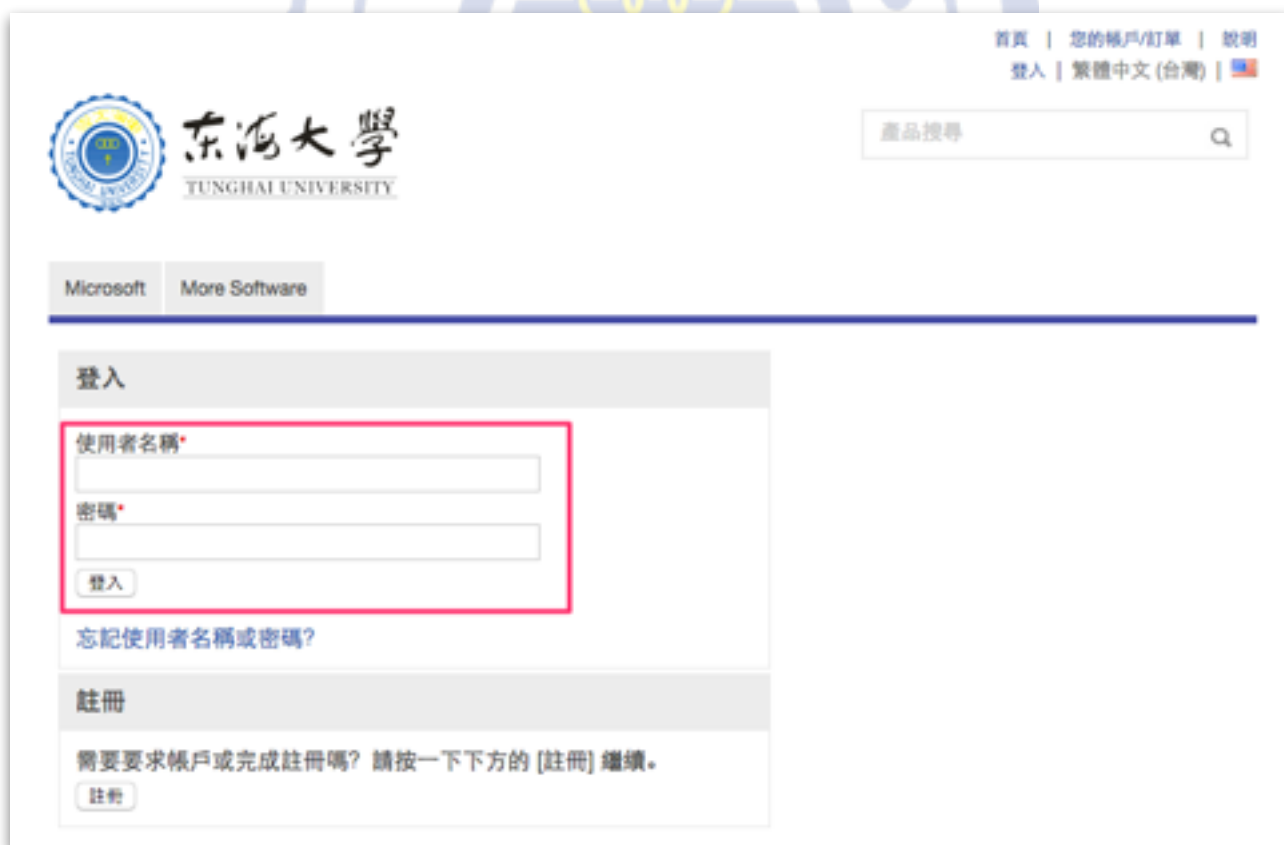 首頁 | 您的帳戶/訂單 | 說明
登入 | 繁體中文 (台灣) |
东海大學
TUNGHAI UNIVERSITY
產品搜尋
TUNGHAI UNIVERSITY
Microsoft More Software
登入
使用者名稱*
密碼*
登入
忘記使用者名稱或密碼?
註冊
需要要求帳戶或完成註冊嗎? 請按一下下方的 [註冊] 繼續。
註冊